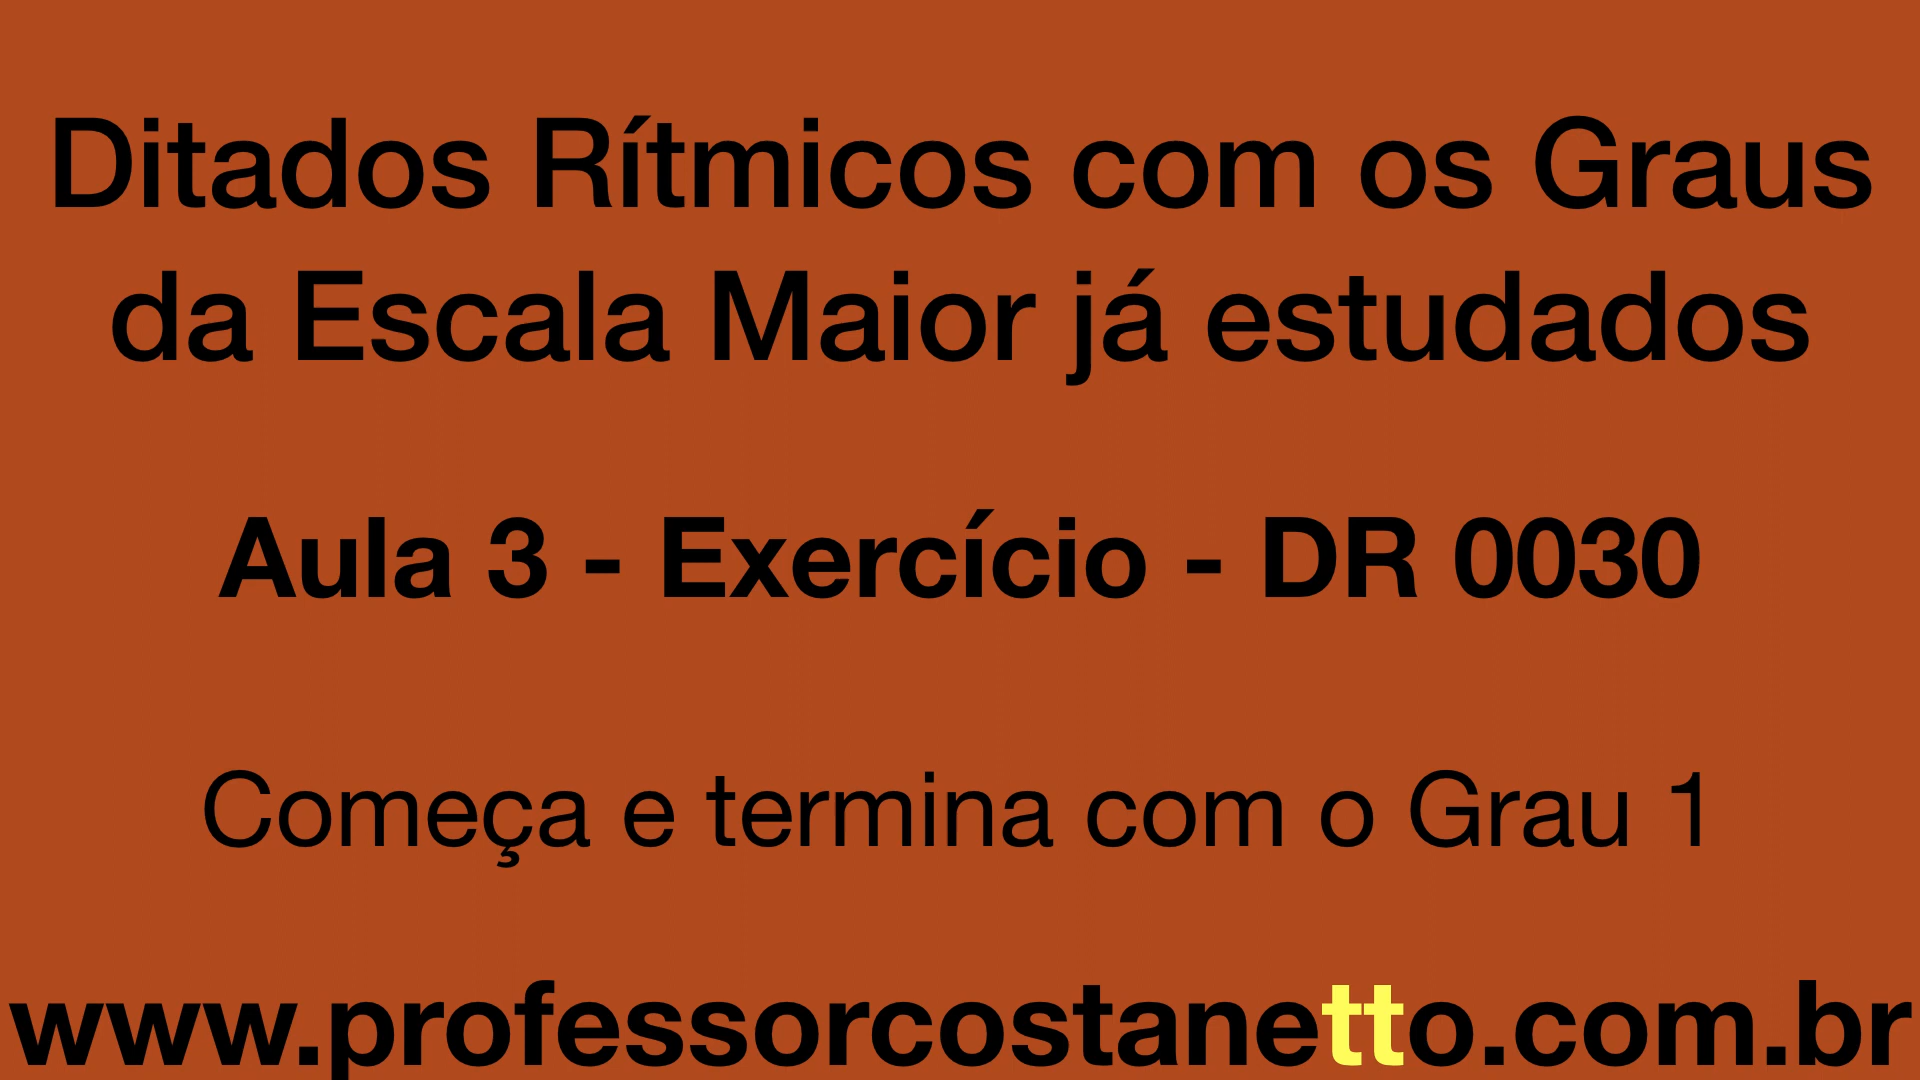 Ditados Rítmicos com os Graus
da Escala Maior já estudados
Aula 3 - Exercício - DR 0030
Começa e termina com o Grau 1
www.professorcostanetto.com.br